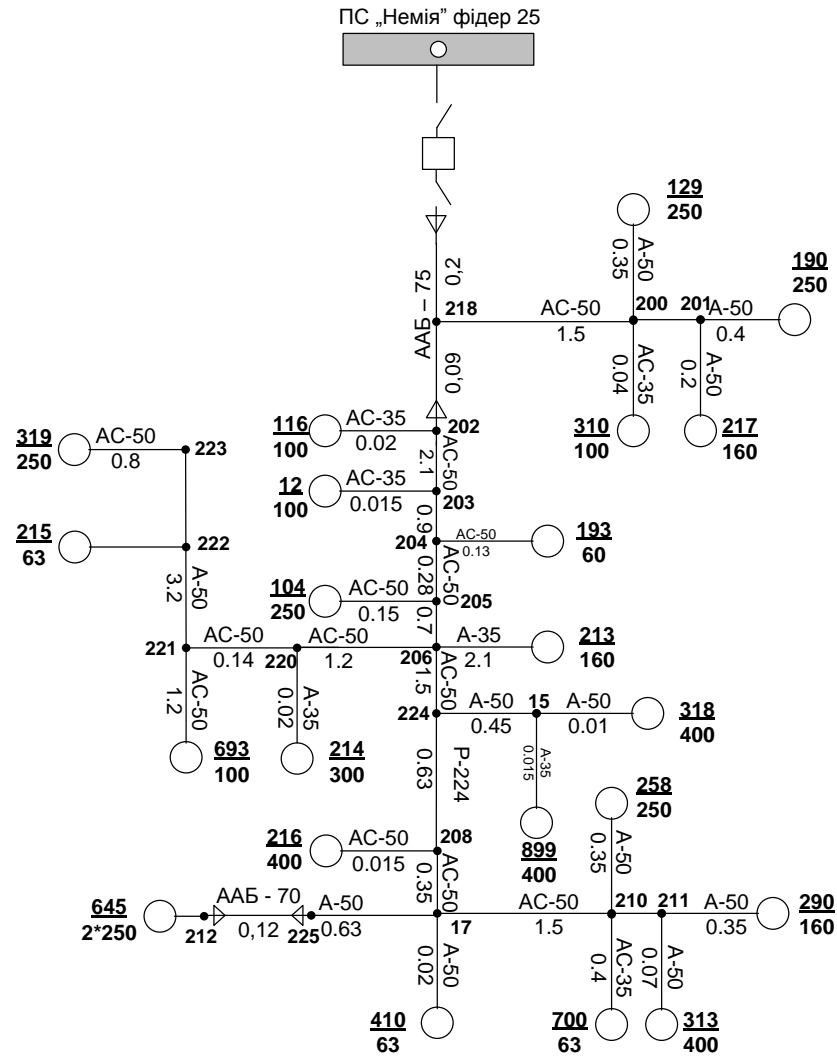 ПС „Немія” фідер 25
0,2
ААБ – 75
218
0,09
129
250
А-50
0.35
190
250
АС-50
1.5
200
201
А-50
0.4
АС-35
0.04
А-50
0.2
310
100
217
160
116
100
АС-35
0.02
202
АС-50
2.1
319
250
АС-50
0.8
223
12
100
АС-35
0.015
203
0.9
215
63
222
204
АС-50
0.13
193
60
АС-50
0.28
104
250
АС-50
0.15
205
0.7
А-50
3.2
221
АС-50
0.14
220
АС-50
1.2
206
А-35
2.1
213
160
АС-50
1.2
А-35
0.02
АС-50
1.5
693
100
214
300
224
А-50
0.45
15
А-50
0.01
318
400
А-35
0.015
Р-224
0.63
899
400
258
250
216
400
АС-50
0.015
208
АС-50
0.35
А-50
0.35
645
2*250
212
ААБ - 70
0,12
225
А-50
0.63
17
АС-50
1.5
210
211
А-50
0.35
290
160
А-50
0.02
АС-35
0.4
А-50
0.07
410
63
700
63
313
400